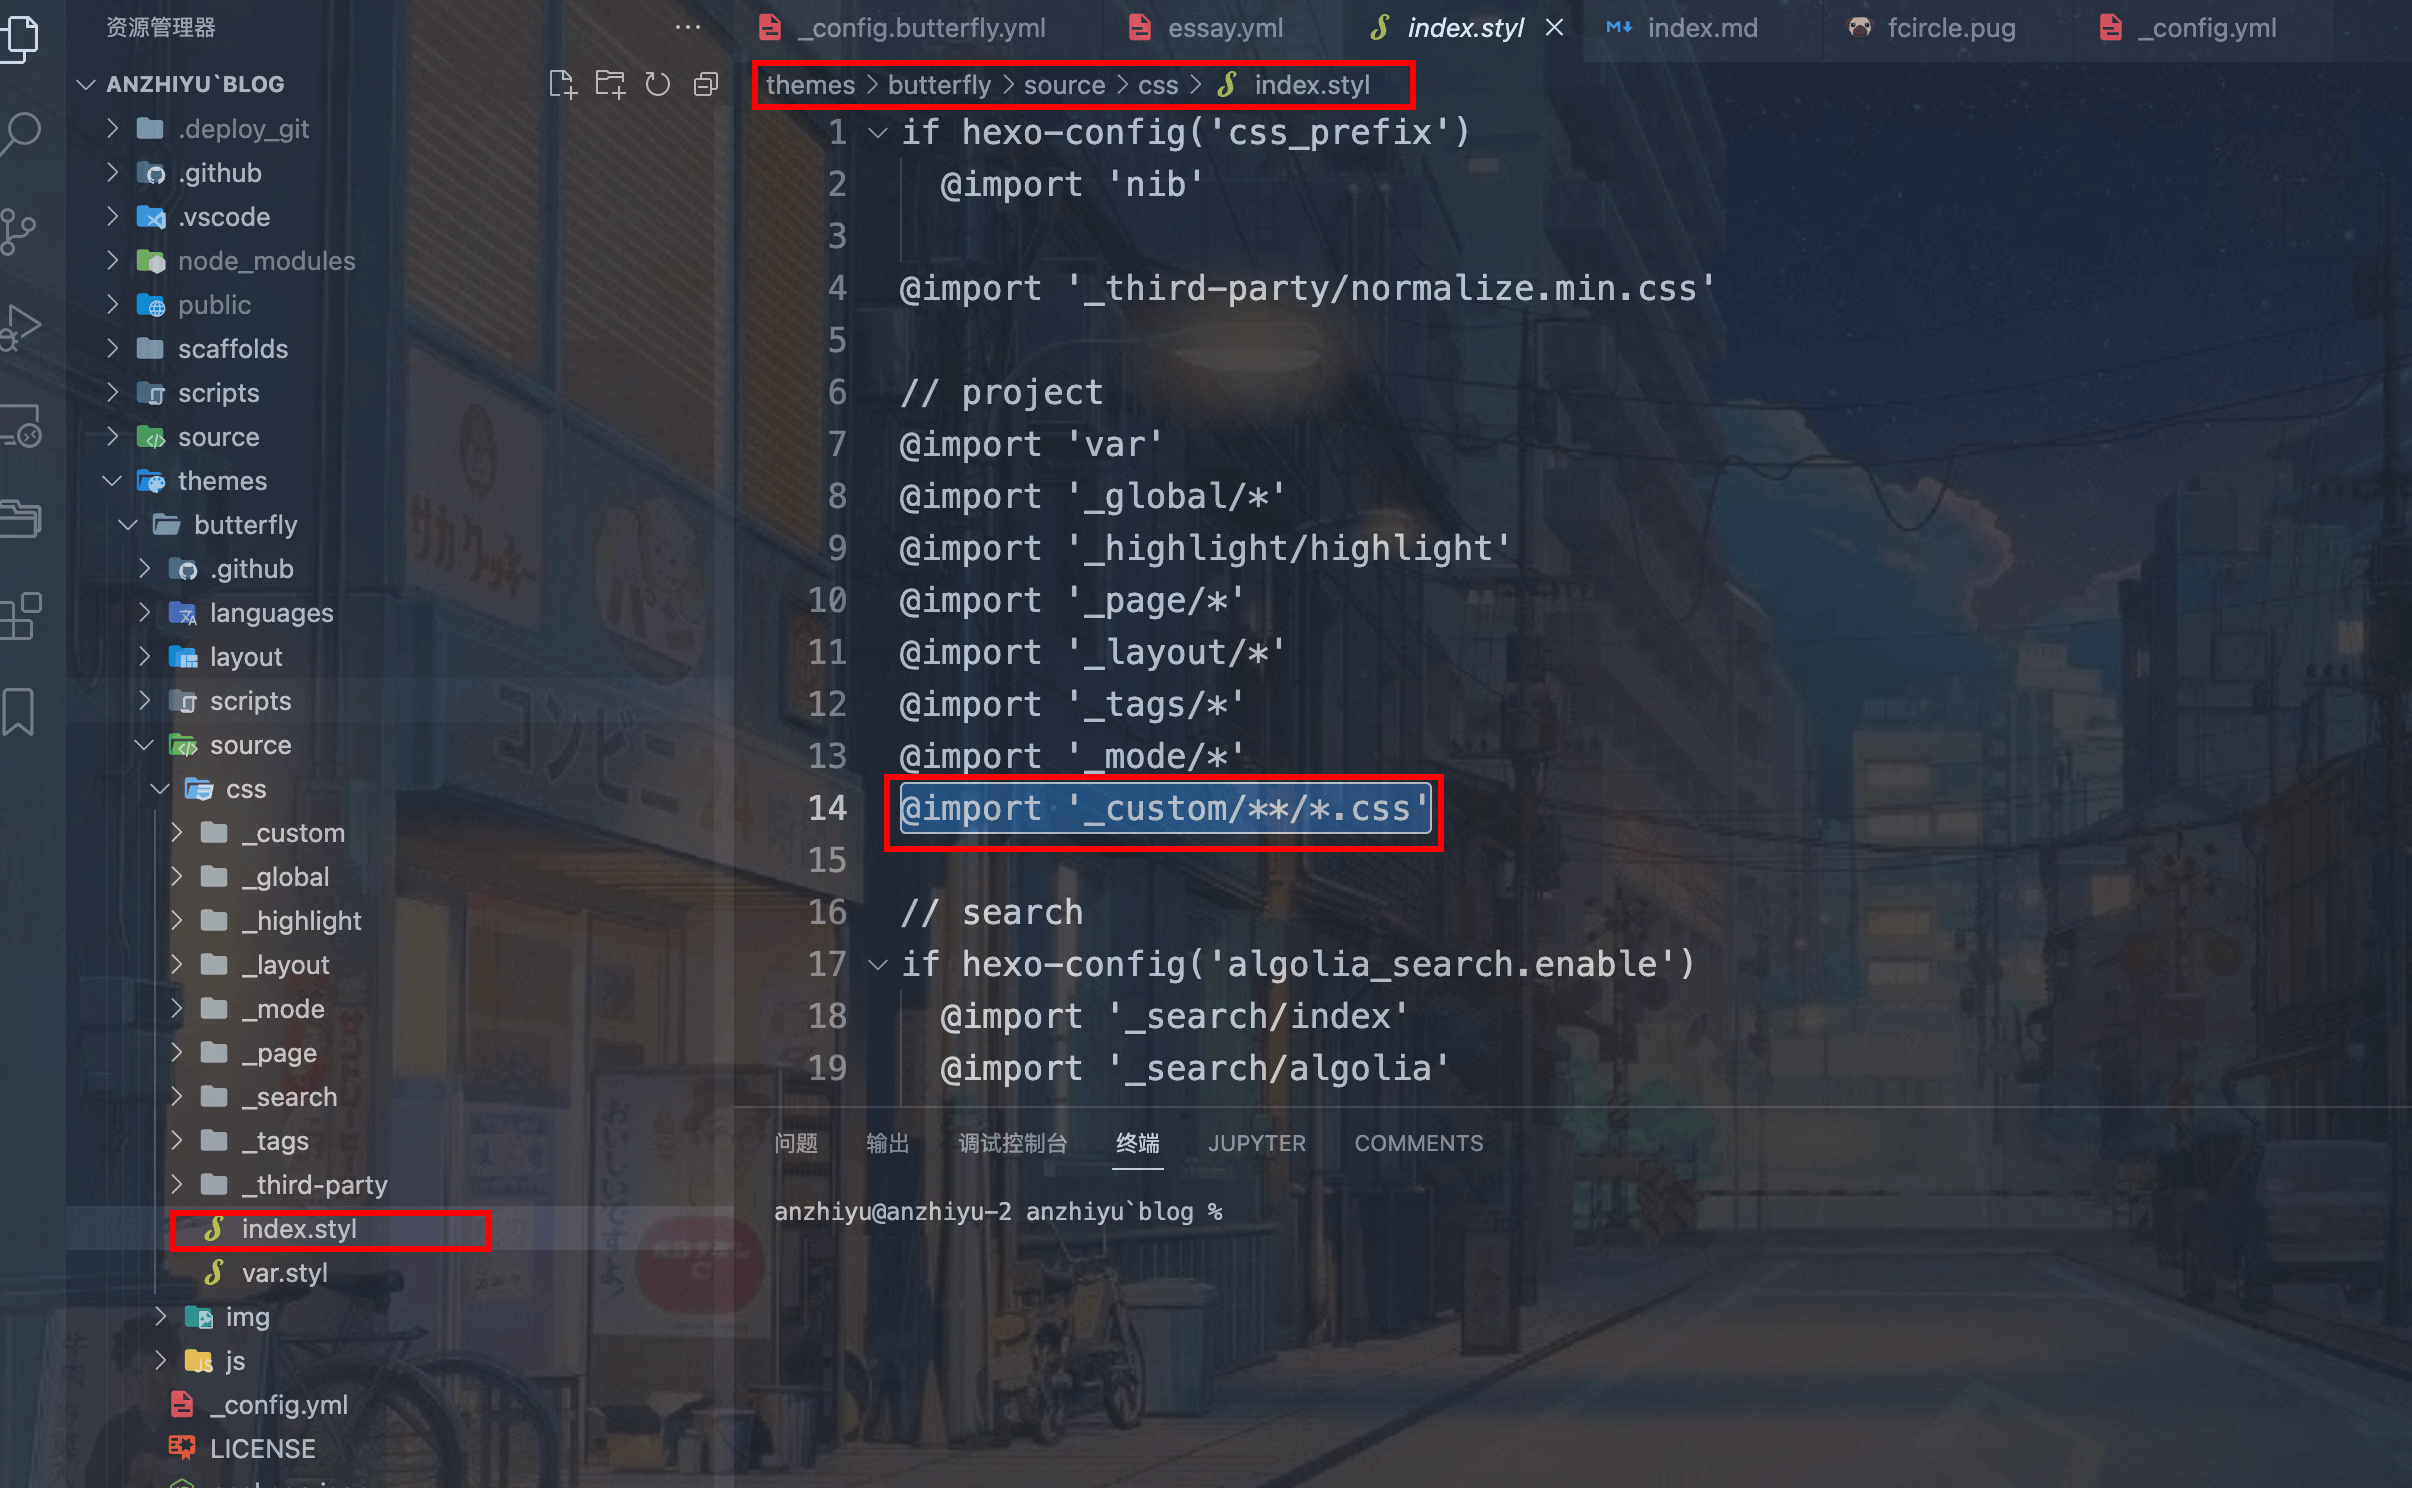 资源管理器
ANZHIYU`BLOG
.deploy_git
.github
.vscode
node_modules
public
scaffolds
scripts
source
themes
butterfly
.github
languages
layout
scripts
source
css
_custom
_global
_highlight
_layout
_mode
_page
_search
_tags
_third-party
index.styl
var.styl
img
js
_config.yml
LICENSE
_config.butterfly.yml essay.yml index.styl index.md fcircle.pug _config.yml
themes > butterfly > source > css > index.styl
1 if hexo-config('css_prefix')
2 @import 'nib'
3
4 @import '_third-party/normalize.min.css'
5
6 // project
7 @import 'var'
8 @import '_global/*'
9 @import '_highlight/highlight'
10 @import '_page/*'
11 @import '_layout/*'
12 @import '_tags/*'
13 @import '_mode/*'
14 @import '_custom/**/*.css'
15
16 // search
17 if hexo-config('algolia_search.enable')
18 @import '_search/index'
19 @import '_search/algolia'
问题 输出 调试控制台 终端 JUPYTER COMMENTS
anzhiyu@anzhiyu-2 anzhiyu`blog %
コンビニ